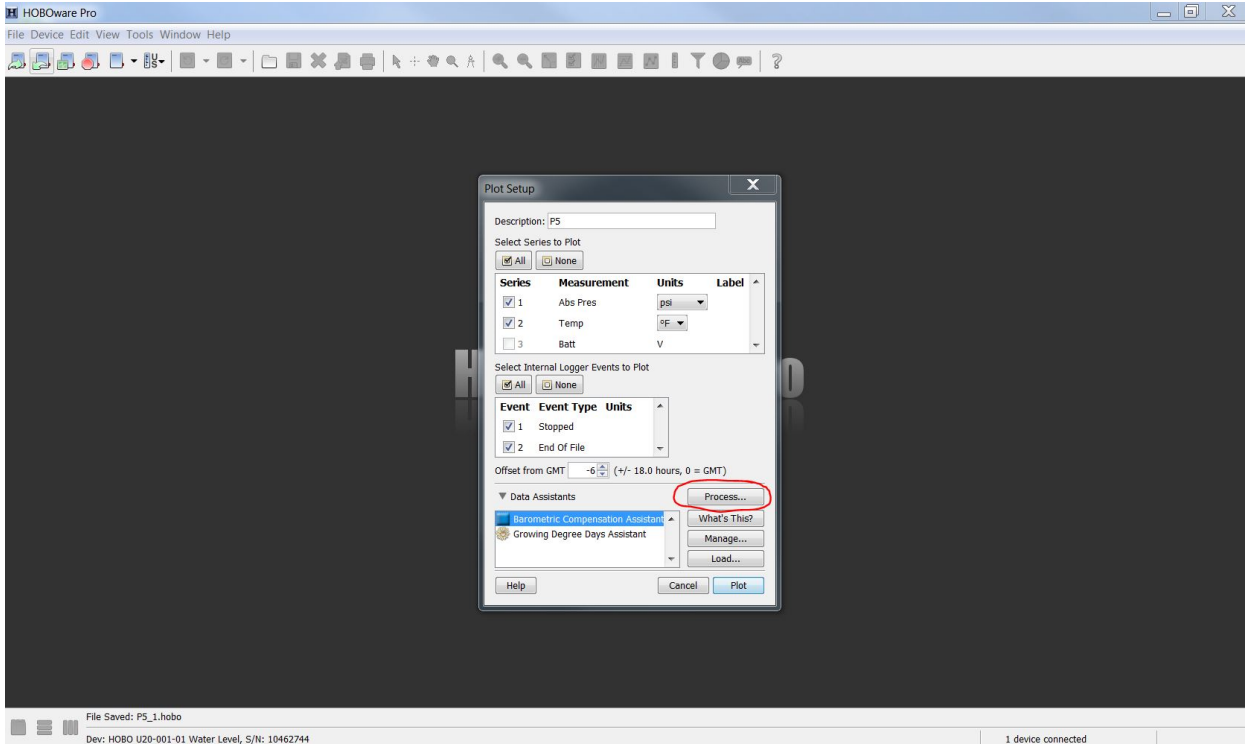 HOBOware Pro
File Device Edit View Tools Window Help
Plot Setup
Description: P5
Select Series to Plot
All None
Series Measurement Units Label
1 Abs Pres psi
2 Temp °F
3 Batt V
Select Internal Logger Events to Plot
All None
Event Event Type Units
1 Stopped
2 End Of File
Offset from GMT -6 (+/- 18.0 hours, 0 = GMT)
Data Assistants Process...
Barometric Compensation Assistant What's This?
Growing Degree Days Assistant Manage...
Load...
Help Cancel Plot
File Saved: P5_1.hobo
Dev: HOBO U20-001-01 Water Level, S/N: 10462744 1 device connected